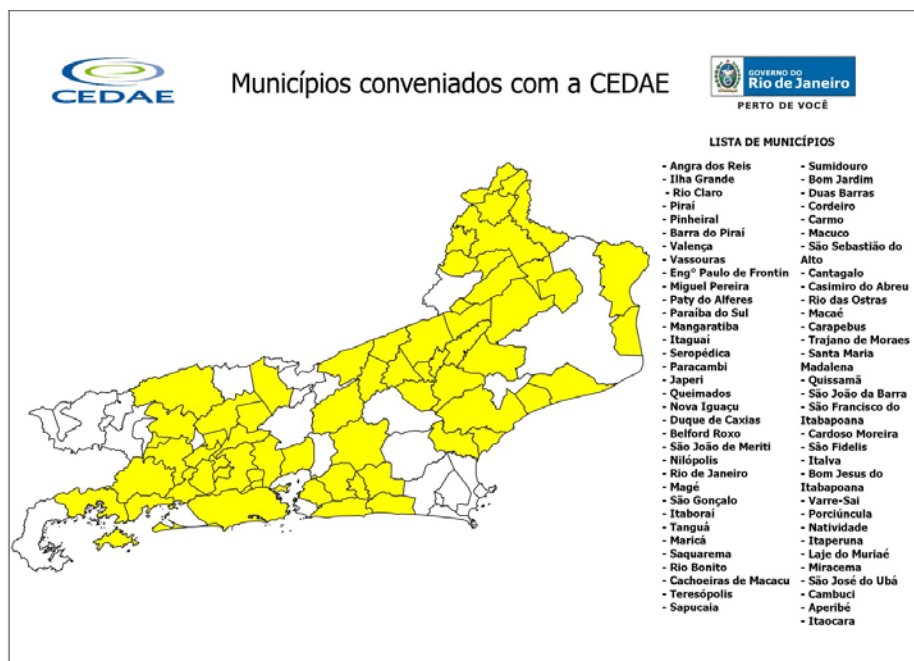 CEDAE
Municípios conveniados com a CEDAE
GOVERNO DO
Rio de Janeiro
PERTO DE VOCÊ
LISTA DE MUNICÍPIOS
- Angra dos Reis
- Ilha Grande
- Rio Claro
- Piraí
- Pinheiral
- Barra do Piraí
- Valença
- Vassouras
- Engº Paulo de Frontin
- Miguel Pereira
- Paty do Alferes
- Paraíba do Sul
- Mangaratiba
- Itaguaí
- Seropédica
- Paracambi
- Japeri
- Queimados
- Nova Iguaçu
- Duque de Caxias
- Belford Roxo
- São João de Meriti
- Nilópolis
- Rio de Janeiro
- Magé
- São Gonçalo
- Itaboraí
- Tanguá
- Maricá
- Saquarema
- Rio Bonito
- Cachoeiras de Macacu
- Teresópolis
- Sapucaia
- Sumidouro
- Bom Jardim
- Duas Barras
- Cordeiro
- Carmo
- Macuco
- São Sebastião do
Alto
- Cantagalo
- Casimiro do Abreu
- Rio das Ostras
- Macaé
- Carapebus
- Trajano de Moraes
- Santa Maria
Madalena
- Quissamã
- São João da Barra
- São Francisco do
Itabapoana
- Cardoso Moreira
- São Fidelis
- Italva
- Bom Jesus do
Itabapoana
- Varre-Sai
- Porciúncula
- Natividade
- Itaperuna
- Laje do Muriaé
- Miracema
- São José do Ubá
- Cambuci
- Aperibé
- Itaocara